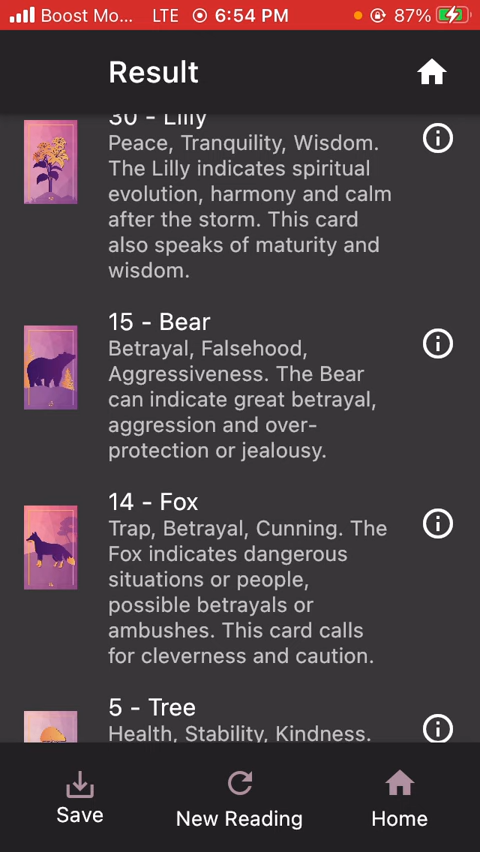 Boost Mo... LTE 6:54 PM 87%
Result
30 - Lilly
Peace, Tranquility, Wisdom.
The Lilly indicates spiritual
evolution, harmony and calm
after the storm. This card
also speaks of maturity and
wisdom.
15 - Bear
Betrayal, Falsehood,
Aggressiveness. The Bear
can indicate great betrayal,
aggression and over-
protection or jealousy.
14 - Fox
Trap, Betrayal, Cunning. The
Fox indicates dangerous
situations or people,
possible betrayals or
ambushes. This card calls
for cleverness and caution.
5 - Tree
Health, Stability, Kindness.
Save
New Reading
Home